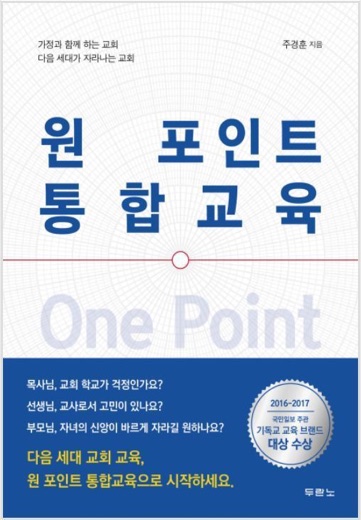 가정과 함께 하는 교회
다음 세대가 자라나는 교회
주경훈 지음
원 포인트
통합교육
One Point
목사님, 교회 학교가 걱정인가요?
선생님, 교사로서 고민이 있나요?
부모님, 자녀의 신앙이 바르게 자라길 원하나요?
다음 세대 교회 교육,
원 포인트 통합교육으로 시작하세요.
2016-2017
국민일보 주관
기독교 교육 브랜드
대상 수상
두란노